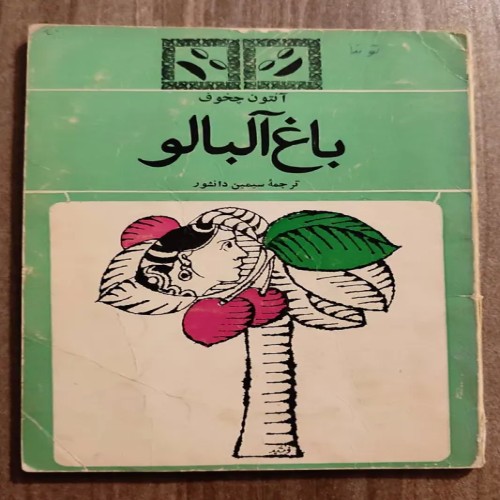 آنتون چخوف
باغ آلبالو
ترجمهٔ سیمین دانشور